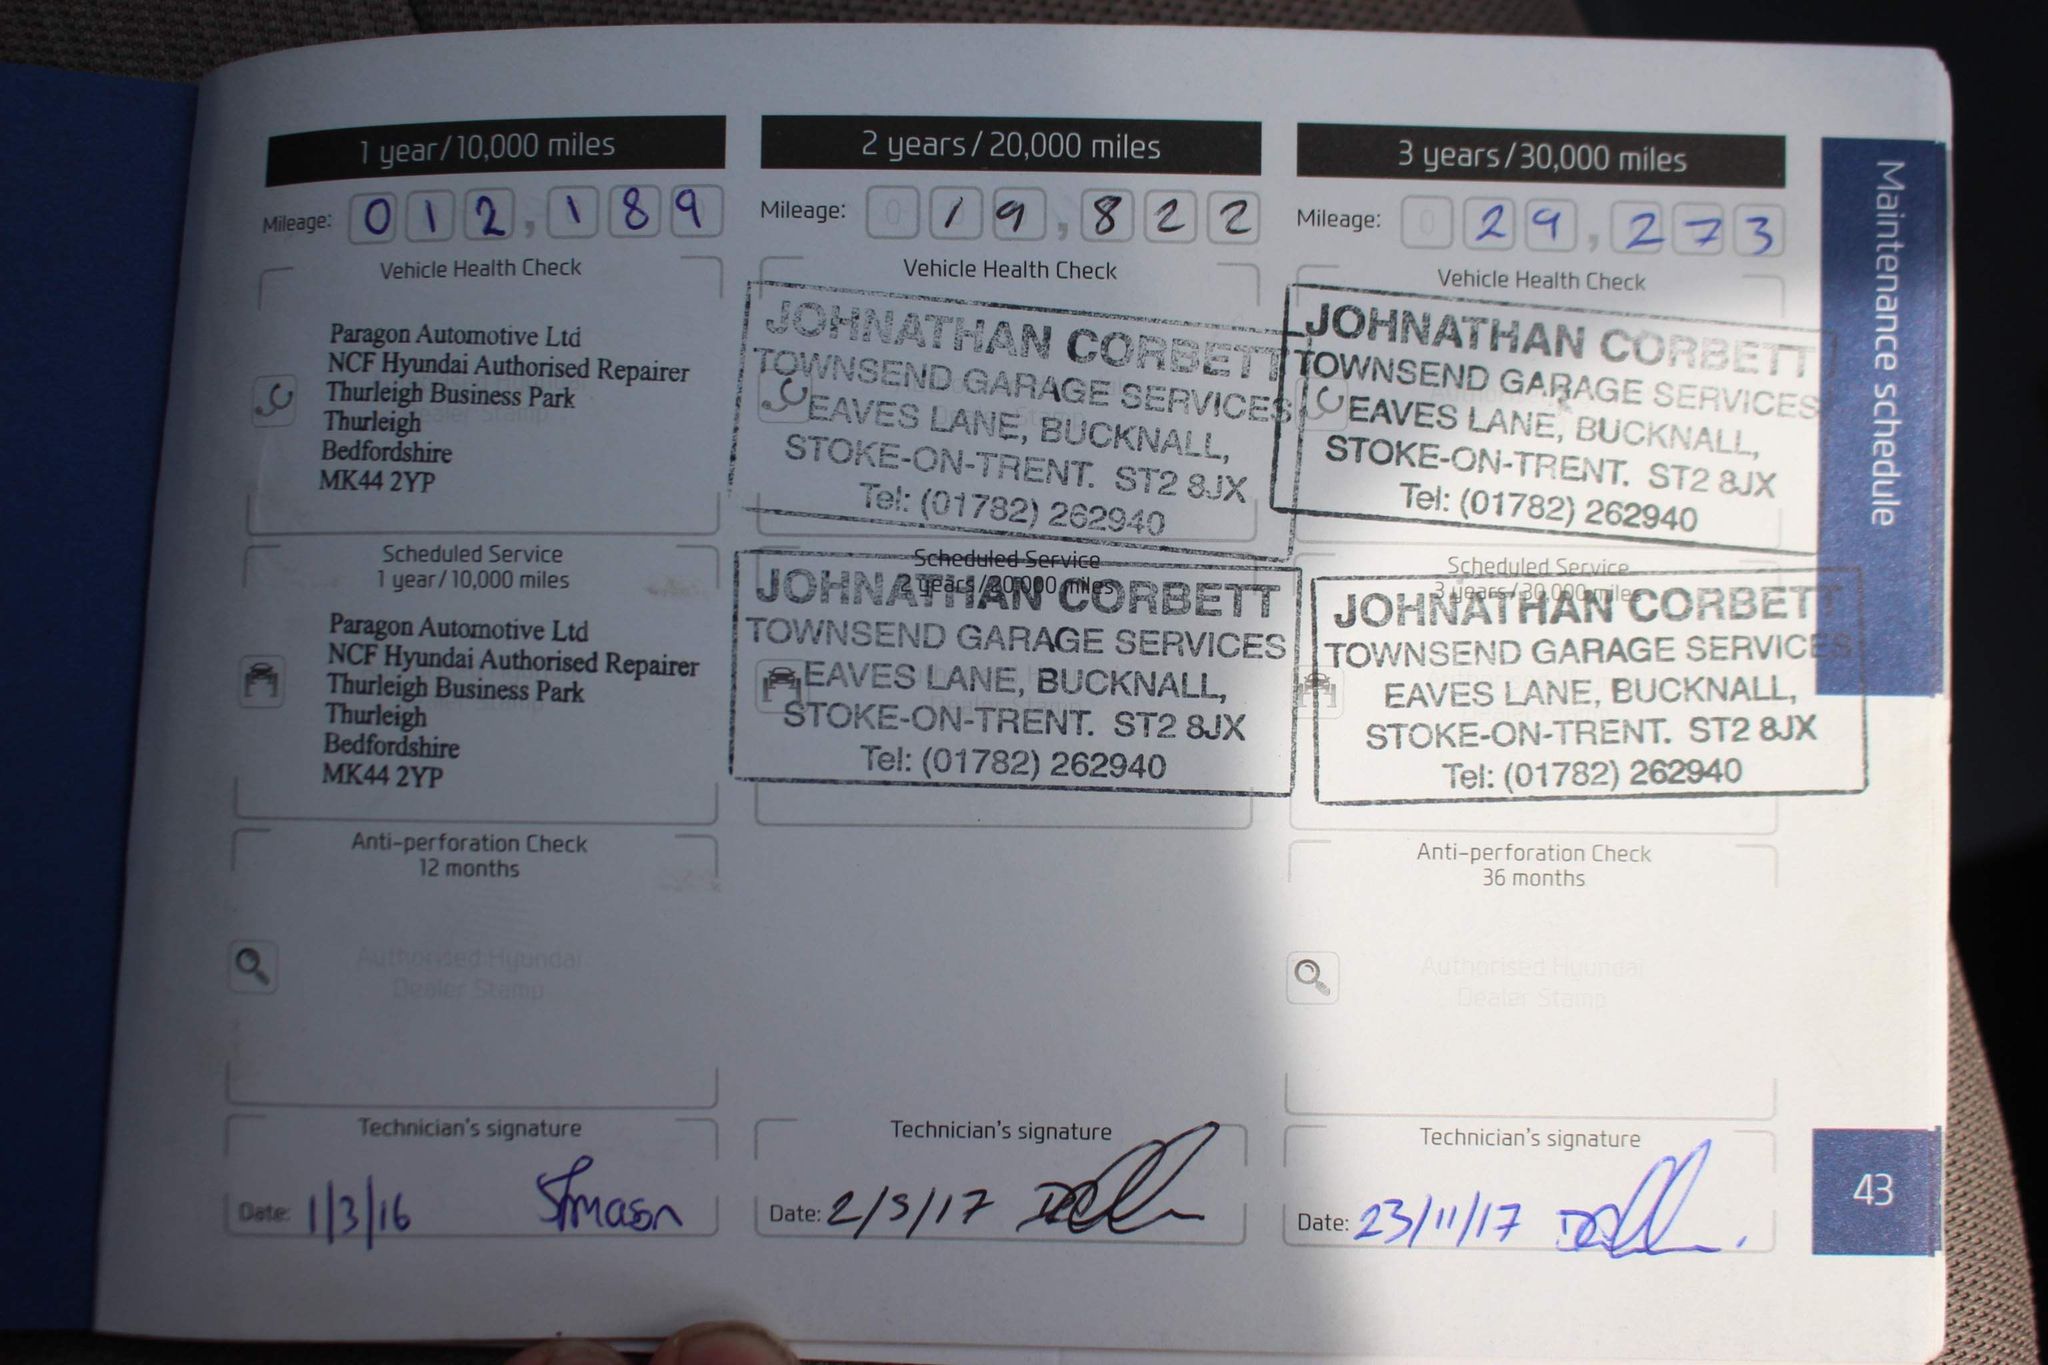 1 year/10,000 miles
Mileage: 012,189
Vehicle Health Check
Paragon Automotive Ltd
NCF Hyundai Authorised Repairer
Thurleigh Business Park
Thurleigh
Bedfordshire
MK44 2YP
Scheduled Service
1 year/10,000 miles
Paragon Automotive Ltd
NCF Hyundai Authorised Repairer
Thurleigh Business Park
Thurleigh
Bedfordshire
MK44 2YP
Anti-perforation Check
12 months
Authorised Hyundai
Dealer Stamp
Technician's signature
Date: 1/3/16
2 years/20,000 miles
Mileage: 019,822
Vehicle Health Check
JOHNATHAN CORBETT
TOWNSEND GARAGE SERVICES
EAVES LANE, BUCKNALL,
STOKE-ON-TRENT. ST2 8JX
Tel: (01782) 262940
Scheduled Service
2 years/20,000 miles
JOHNATHAN CORBETT
TOWNSEND GARAGE SERVICES
EAVES LANE, BUCKNALL,
STOKE-ON-TRENT. ST2 8JX
Tel: (01782) 262940
Technician's signature
Date: 2/5/17
3 years/30,000 miles
Mileage: 029,273
Vehicle Health Check
JOHNATHAN CORBETT
TOWNSEND GARAGE SERVICES
EAVES LANE, BUCKNALL,
STOKE-ON-TRENT. ST2 8JX
Tel: (01782) 262940
Scheduled Service
3 years/30,000 miles
JOHNATHAN CORBETT
TOWNSEND GARAGE SERVICES
EAVES LANE, BUCKNALL,
STOKE-ON-TRENT. ST2 8JX
Tel: (01782) 262940
Anti-perforation Check
36 months
Authorised Hyundai
Dealer Stamp
Technician's signature
Date: 23/11/17
Maintenance schedule
43